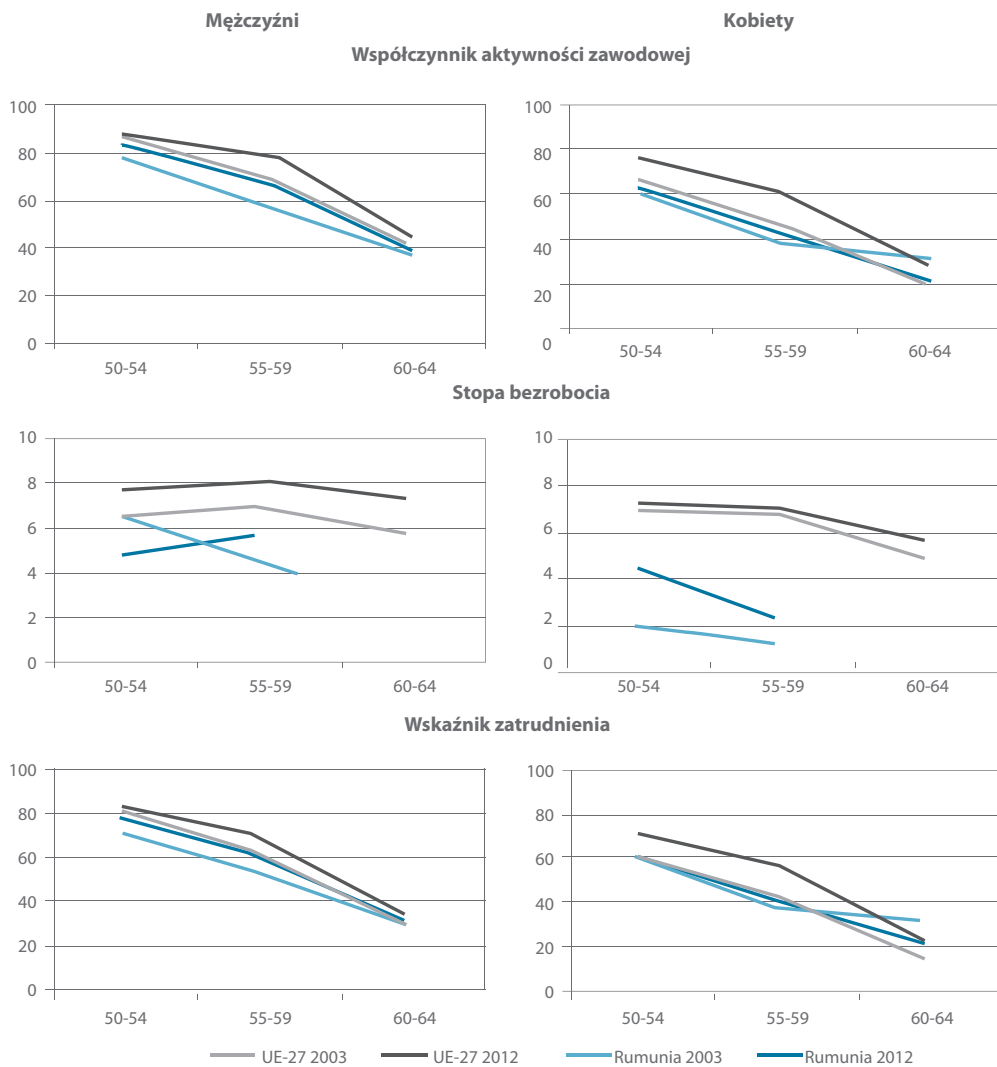 Mężczyźni Kobiety
Współczynnik aktywności zawodowej
100 100
80 80
60 60
40 40
20 20
0 0
50-54 55-59 60-64 50-54 55-59 60-64
Stopa bezrobocia
10 10
8 8
6 6
4 4
2 2
0 0
50-54 55-59 60-64 50-54 55-59 60-64
Wskaźnik zatrudnienia
100 100
80 80
60 60
40 40
20 20
0 0
50-54 55-59 60-64 50-54 55-59 60-64
UE-27 2003 UE-27 2012 Rumunia 2003 Rumunia 2012